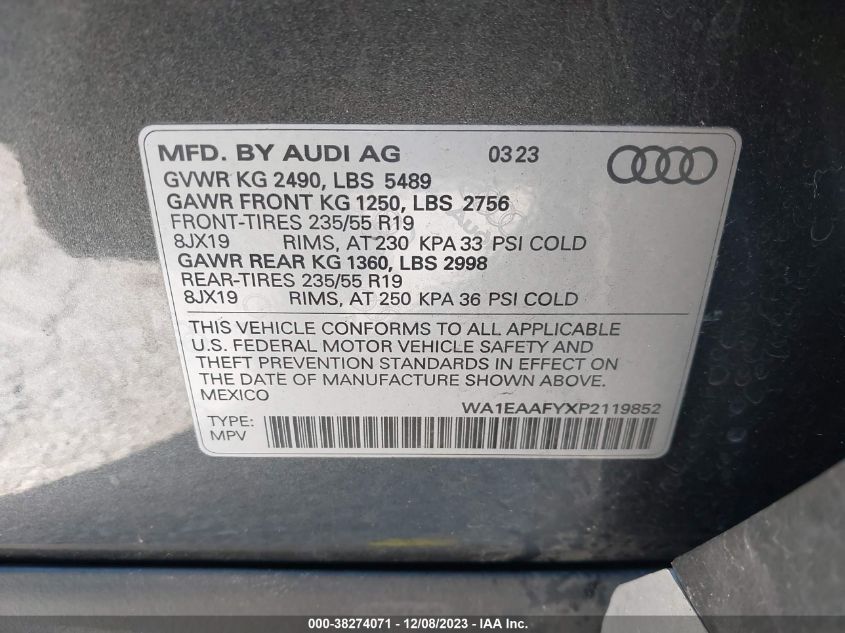 MFD. BY AUDI AG 0323
GVWR KG 2490, LBS 5489
GAWR FRONT KG 1250, LBS 2756
FRONT-TIRES 235/55 R19
8JX19 RIMS, AT 230 KPA 33 PSI COLD
GAWR REAR KG 1360, LBS 2998
REAR-TIRES 235/55 R19
8JX19 RIMS, AT 250 KPA 36 PSI COLD
THIS VEHICLE CONFORMS TO ALL APPLICABLE
U.S. FEDERAL MOTOR VEHICLE SAFETY AND
THEFT PREVENTION STANDARDS IN EFFECT ON
THE DATE OF MANUFACTURE SHOWN ABOVE.
MEXICO
WA1EAAFYXP2119852
TYPE:
MPV
000-38274071 - 12/08/2023 - IAA Inc.